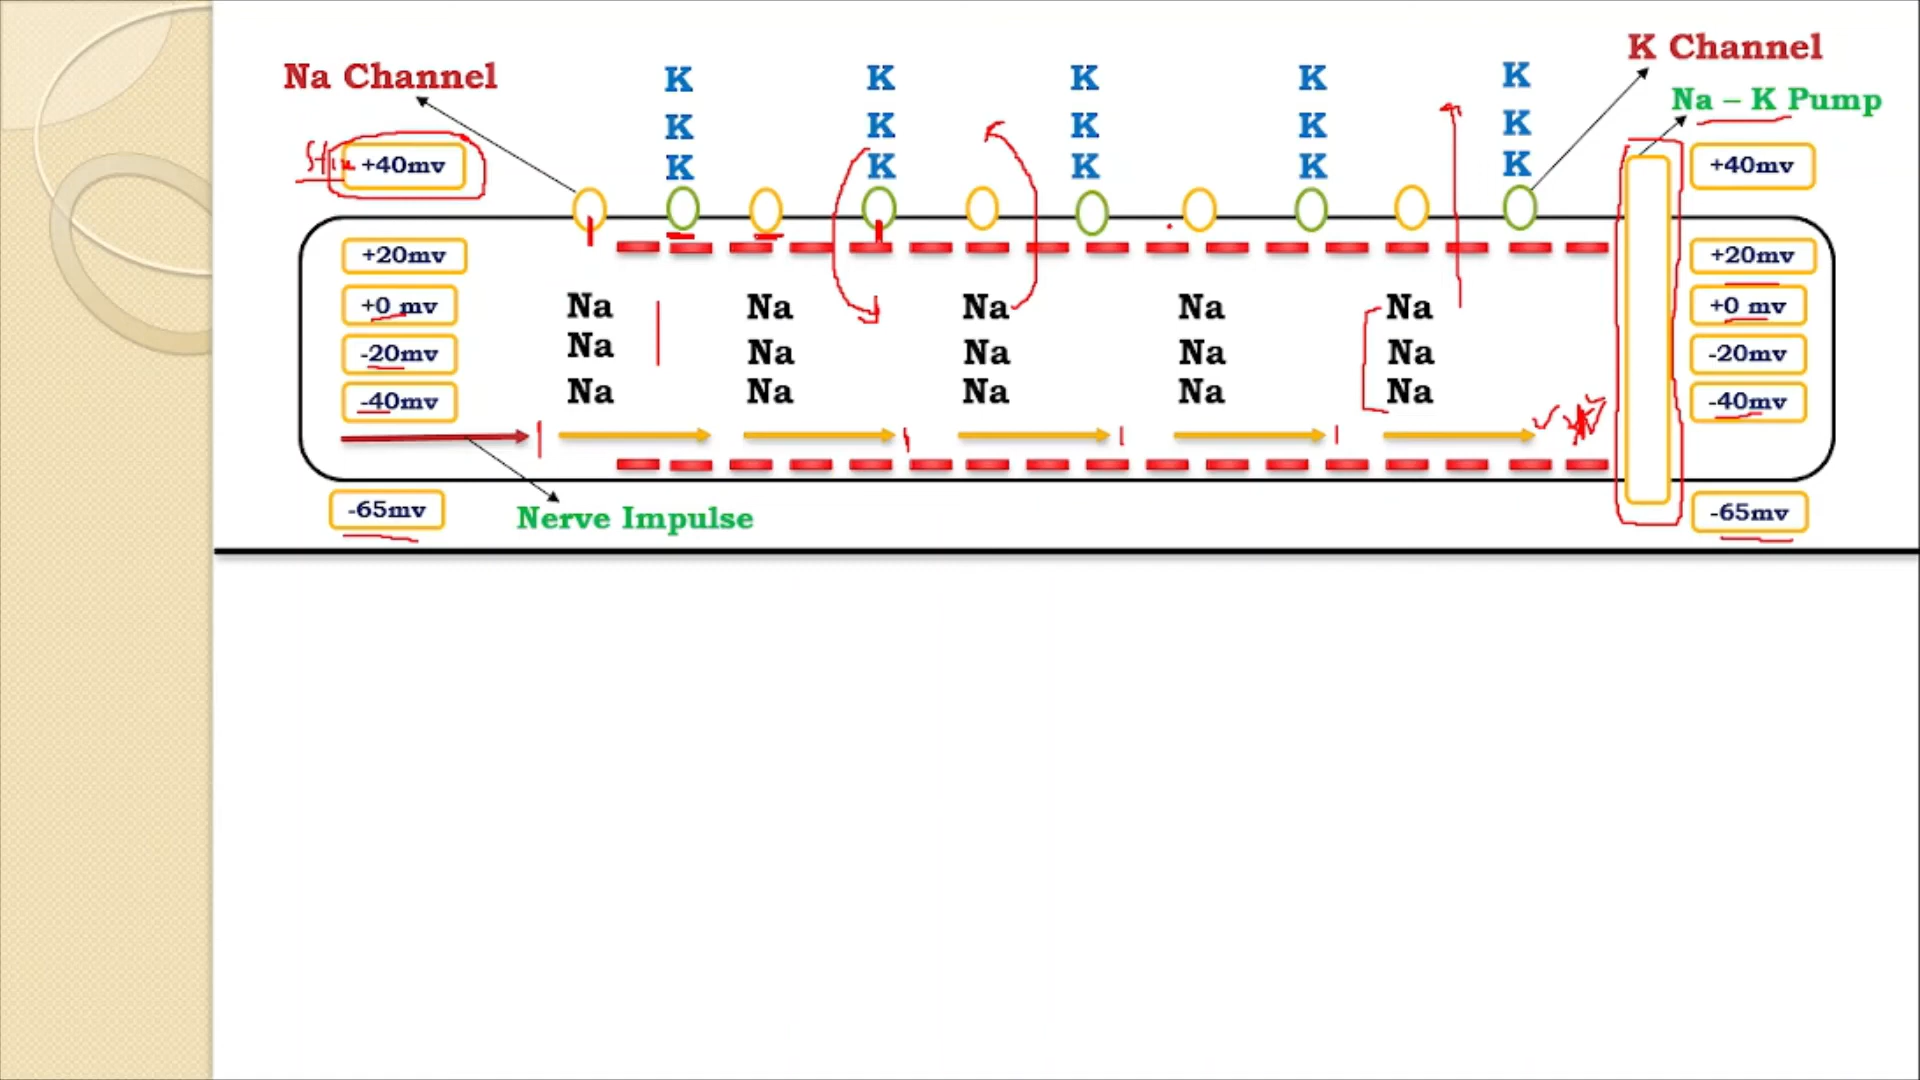 K Channel
Na Channel K K K K K
Na – K Pump
K K K K K
+40mv K K K K K +40mv
+20mv +20mv
+0 mv Na Na Na Na Na +0 mv
-20mv Na Na Na Na Na -20mv
-40mv Na Na Na Na Na -40mv
-65mv Nerve Impulse -65mv